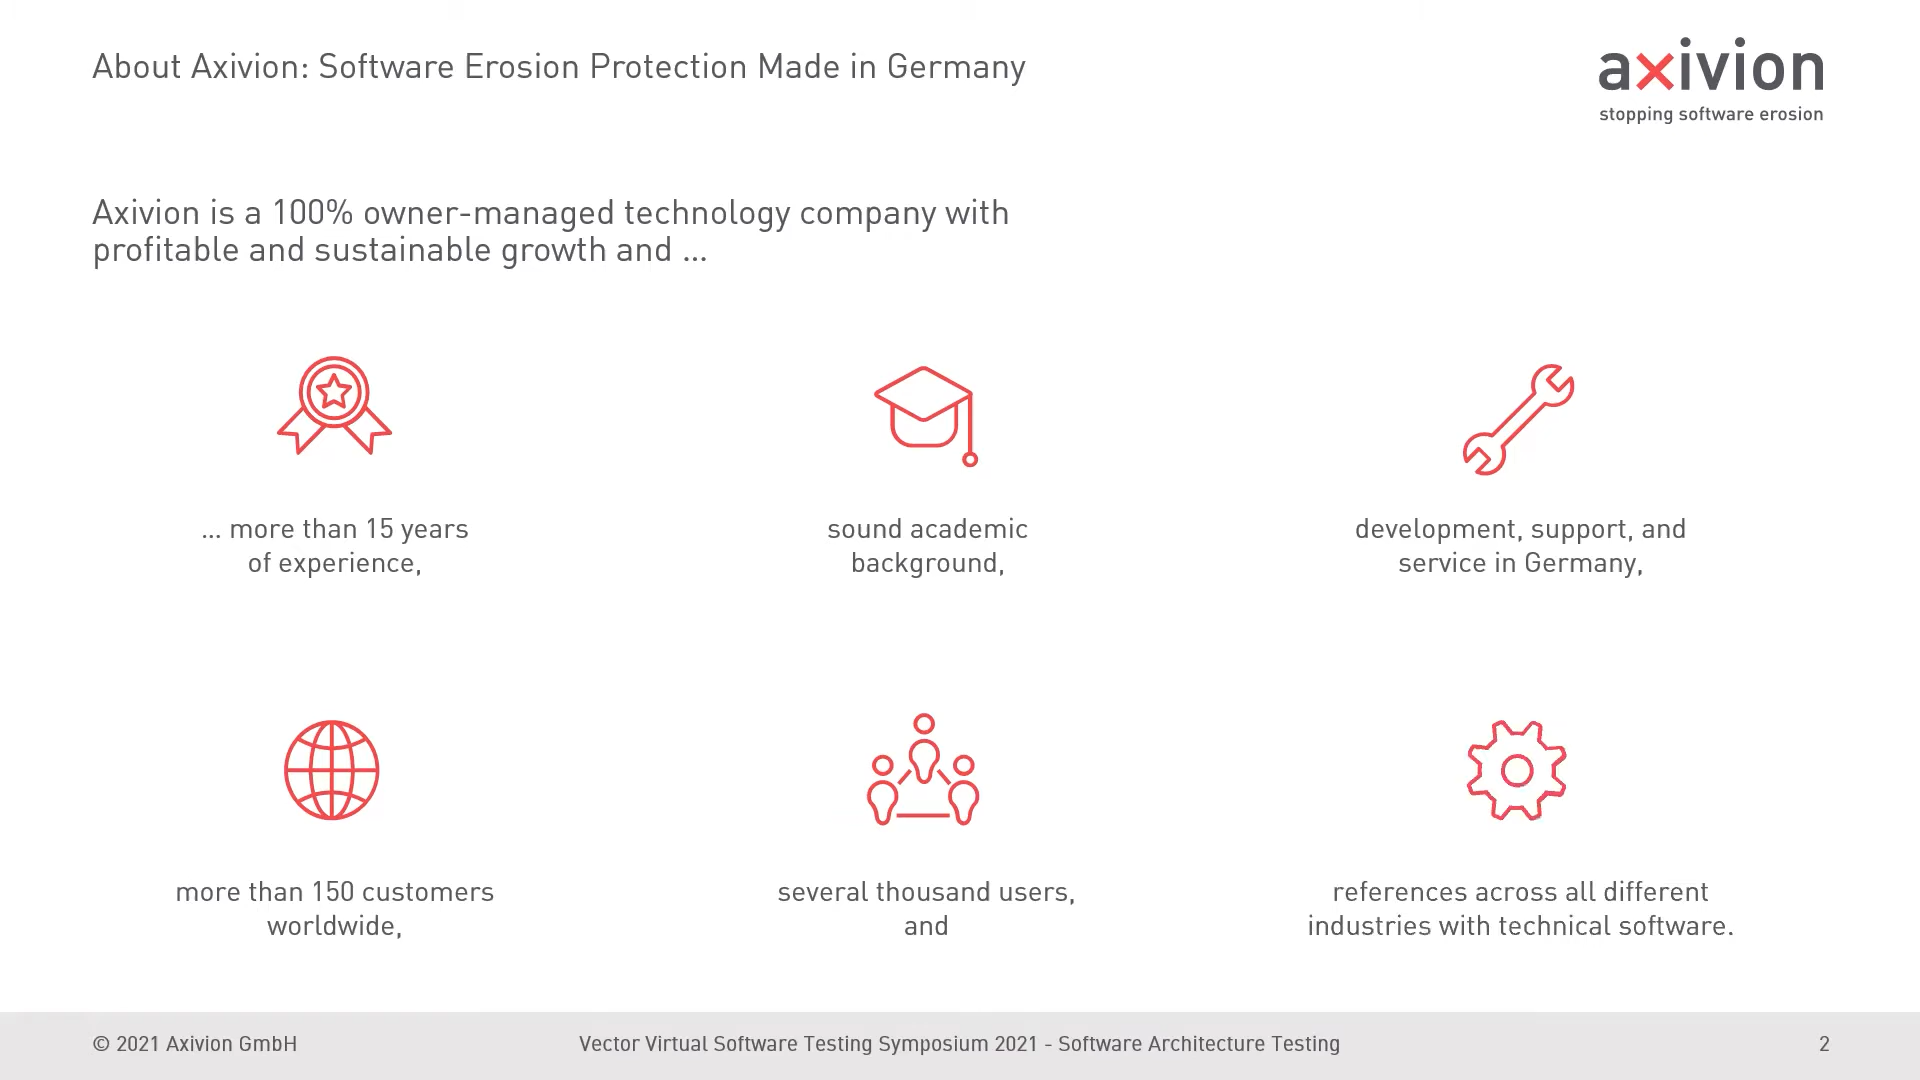 About Axivion: Software Erosion Protection Made in Germany
axivion
stopping software erosion
Axivion is a 100% owner-managed technology company with
profitable and sustainable growth and ...
... more than 15 years
of experience,
sound academic
background,
development, support, and
service in Germany,
more than 150 customers
worldwide,
several thousand users,
and
references across all different
industries with technical software.
© 2021 Axivion GmbH
Vector Virtual Software Testing Symposium 2021 - Software Architecture Testing
2